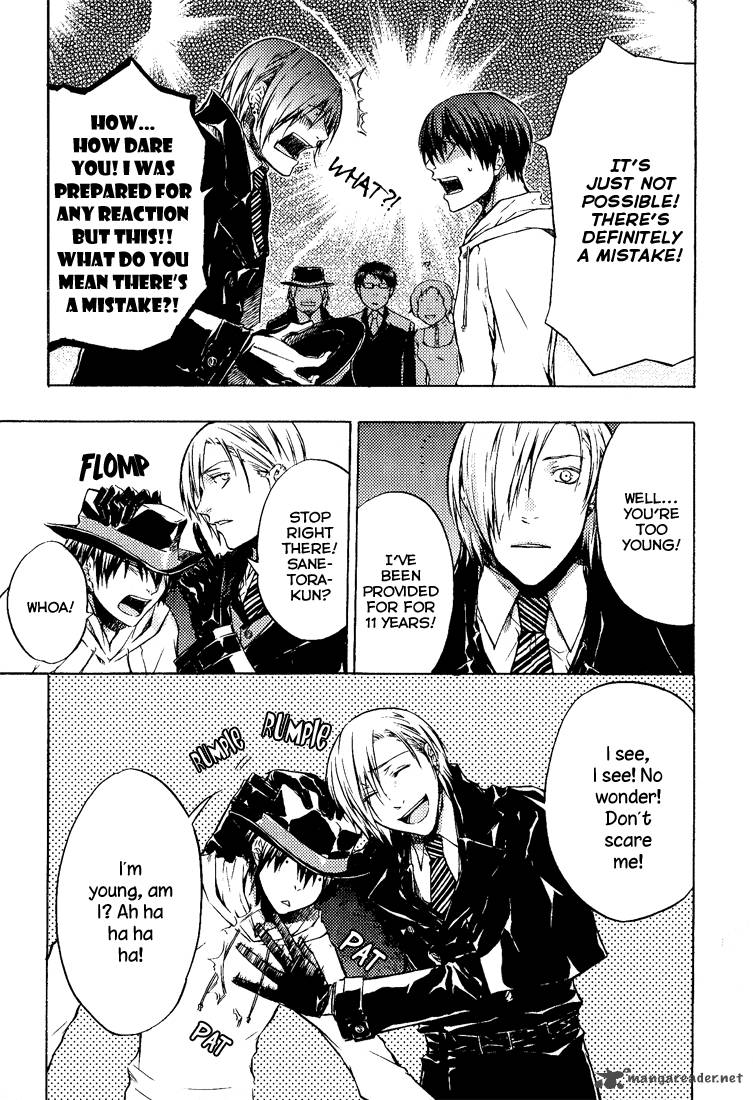 IT'S
JUST NOT
POSSIBLE!
THERE'S
DEFINITELY
A MISTAKE!
WHAT?!
HOW...
HOW DARE
YOU! I WAS
PREPARED FOR
ANY REACTION
BUT THIS!!
WHAT DO YOU
MEAN THERE'S
A MISTAKE?!
WELL...
YOU'RE
TOO
YOUNG!
I'VE
BEEN
PROVIDED
FOR FOR
11 YEARS!
STOP
RIGHT
THERE!
SANE-
TORA-
KUN?
FLOMP
WHOA!
I see,
I see! No
wonder!
Don't
scare
me!
RUMPLE
RUMPLE
I'm
young, am
I? Ah ha
ha ha
ha!
PAT
PAT
mangareader.net